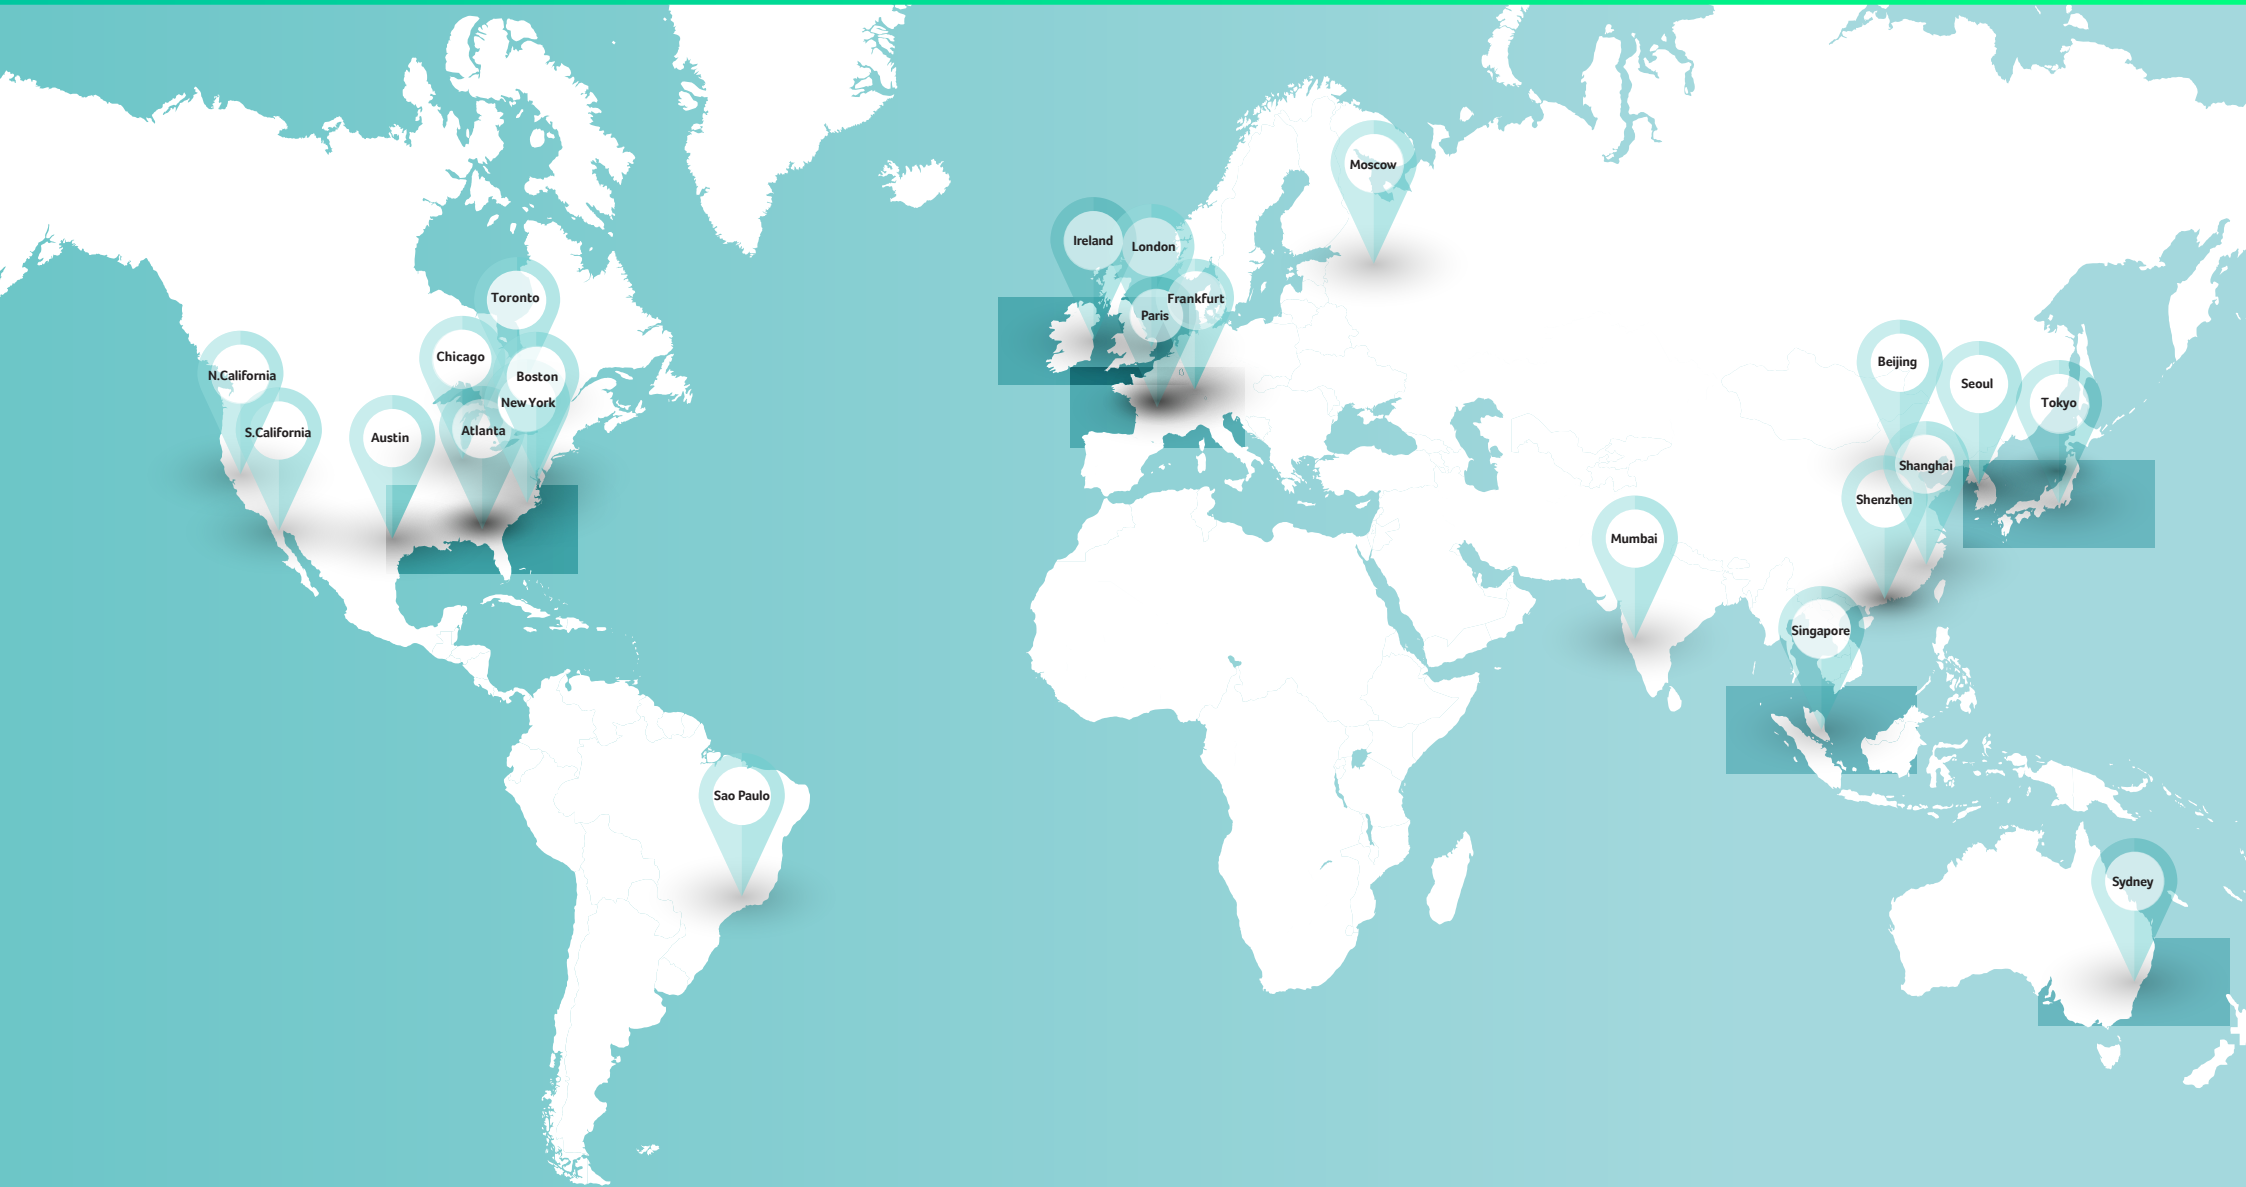 Moscow
Ireland
London
Toronto
Frankfurt
Paris
Chicago
Boston
N.California
New York
S.California
Austin
Atlanta
Beijing
Seoul
Tokyo
Shanghai
Shenzhen
Mumbai
Singapore
Sao Paulo
Sydney